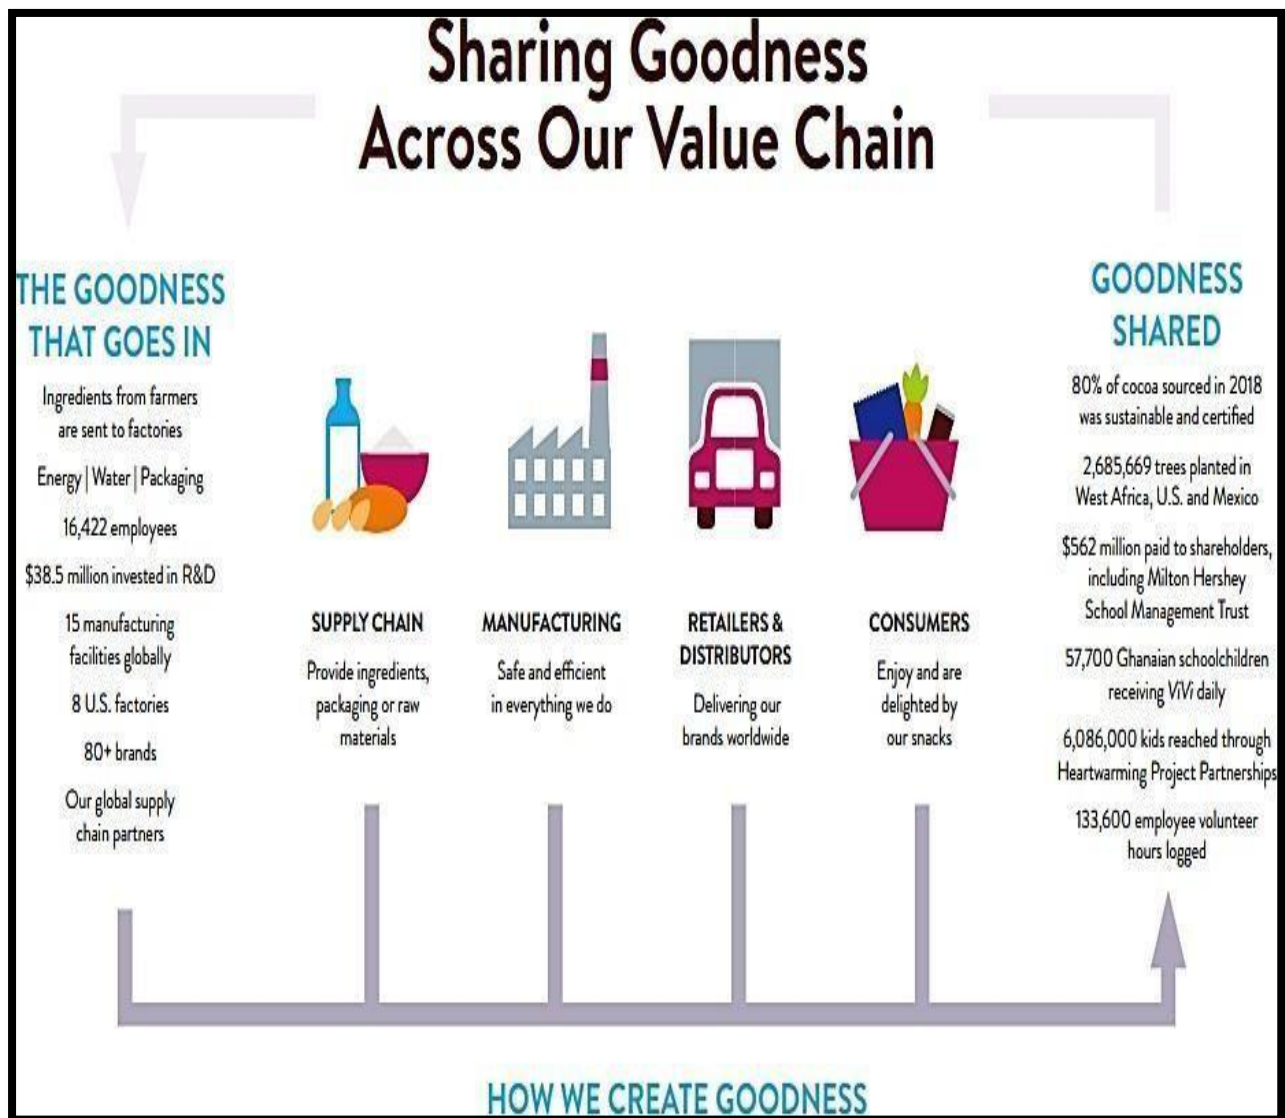 Sharing Goodness
Across Our Value Chain
THE GOODNESS
THAT GOES IN
Ingredients from farmers
are sent to factories
Energy | Water | Packaging
16,422 employees
$38.5 million invested in R&D
15 manufacturing
facilities globally
8 U.S. factories
80+ brands
Our global supply
chain partners
SUPPLY CHAIN
Provide ingredients,
packaging or raw
materials
MANUFACTURING
Safe and efficient
in everything we do
RETAILERS &
DISTRIBUTORS
Delivering our
brands worldwide
CONSUMERS
Enjoy and are
delighted by
our snacks
GOODNESS
SHARED
80% of cocoa sourced in 2018
was sustainable and certified
2,685,669 trees planted in
West Africa, U.S. and Mexico
$562 million paid to shareholders,
including Milton Hershey
School Management Trust
57,700 Ghanaian schoolchildren
receiving ViVi daily
6,086,000 kids reached through
Heartwarming Project Partnerships
133,600 employee volunteer
hours logged
HOW WE CREATE GOODNESS